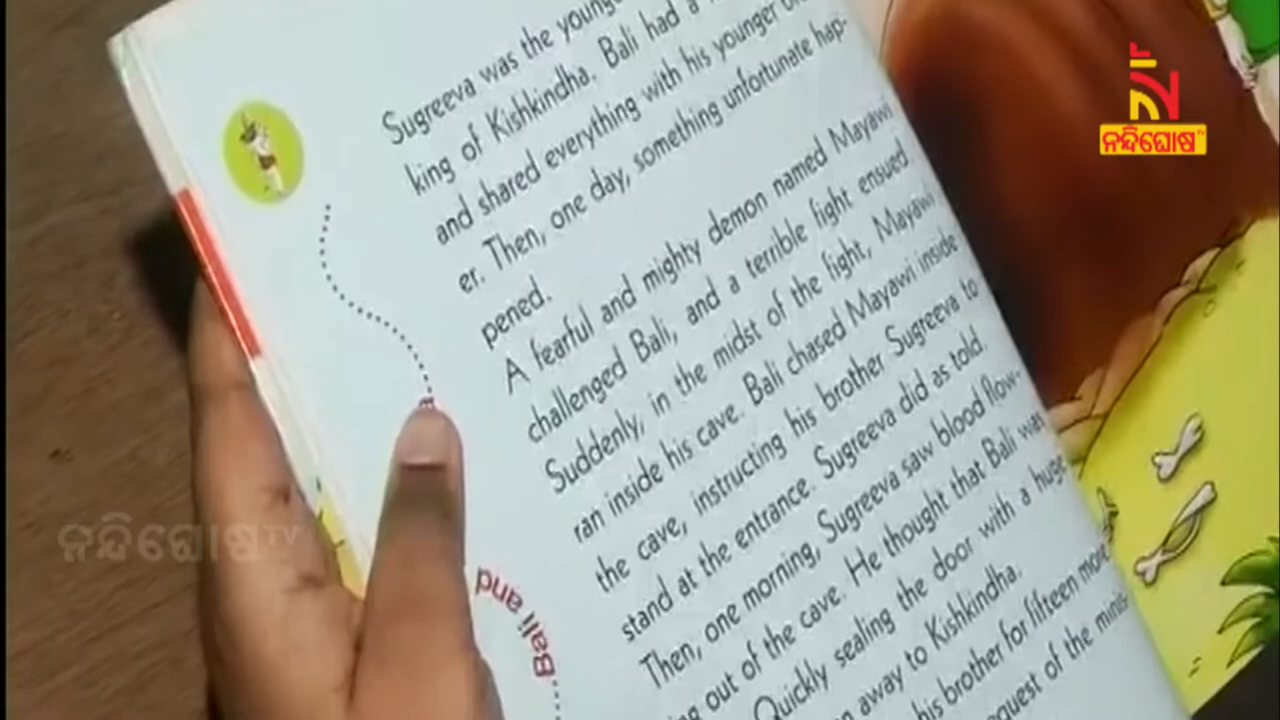 Sugreeva was the
king of Kishkindha. Bali had a
and shared everything with his younger
er. Then, one day, something unfortunate hap-
pened.
A fearful and mighty demon named Mayawi
challenged Bali, and a terrible fight ensued.
Suddenly, in the midst of the fight, Mayawi
ran inside his cave. Bali chased Mayawi inside
the cave, instructing his brother Sugreeva to
stand at the entrance. Sugreeva did as told.
Then, one morning, Sugreeva saw blood flow-
out of the cave. He thought that Bali was
Quickly sealing the door with a huge
away to Kishkindha.
his brother for fifteen more
of the minis-
Bali and
ନନ୍ଦିଘୋଷ TV
ନନ୍ଦିଘୋଷ TV